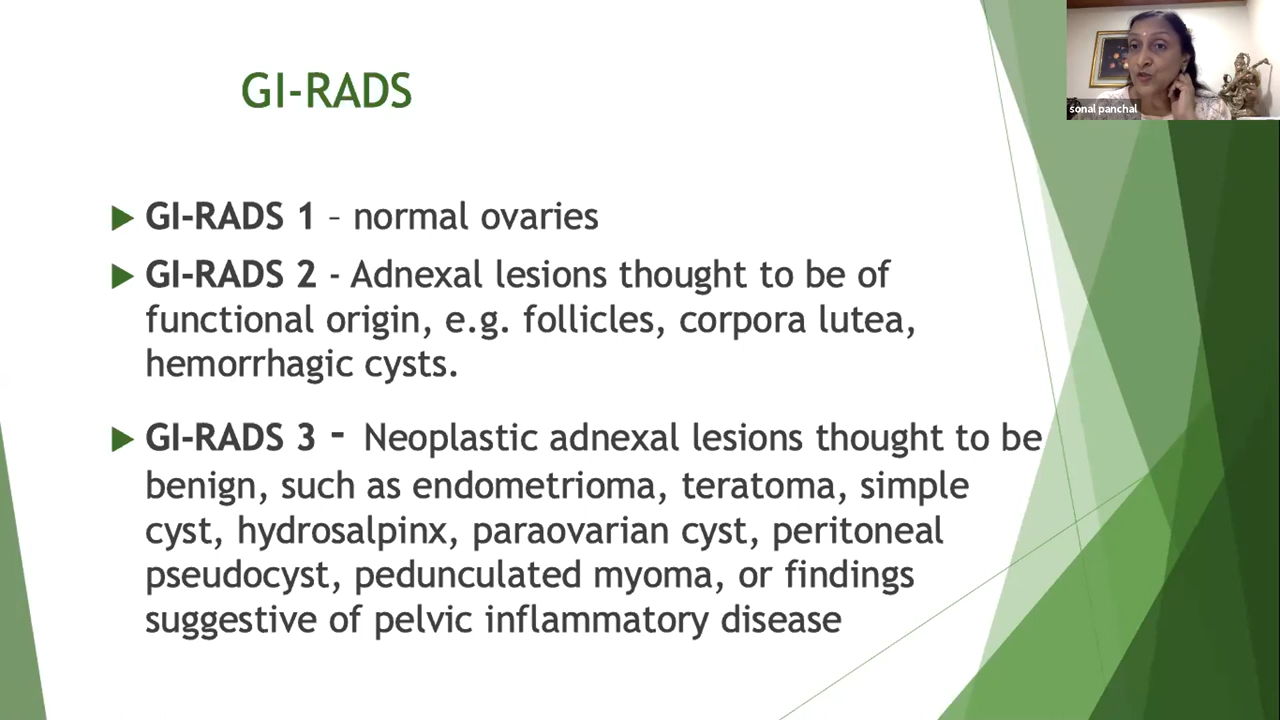 GI-RADS
sonal panchal
GI-RADS 1 – normal ovaries
GI-RADS 2 - Adnexal lesions thought to be of
functional origin, e.g. follicles, corpora lutea,
hemorrhagic cysts.
GI-RADS 3 - Neoplastic adnexal lesions thought to be
benign, such as endometrioma, teratoma, simple
cyst, hydrosalpinx, paraovarian cyst, peritoneal
pseudocyst, pedunculated myoma, or findings
suggestive of pelvic inflammatory disease